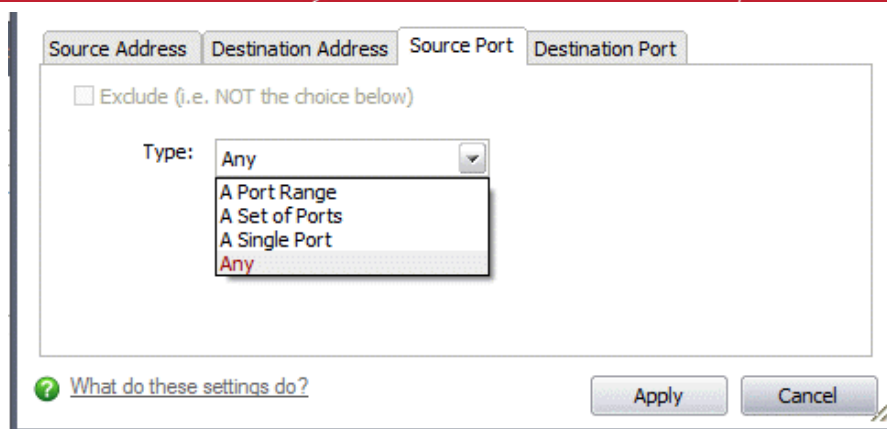 Source Address Destination Address Source Port Destination Port
Exclude (i.e. NOT the choice below)
Type: Any
A Port Range
A Set of Ports
A Single Port
Any
What do these settings do? Apply Cancel